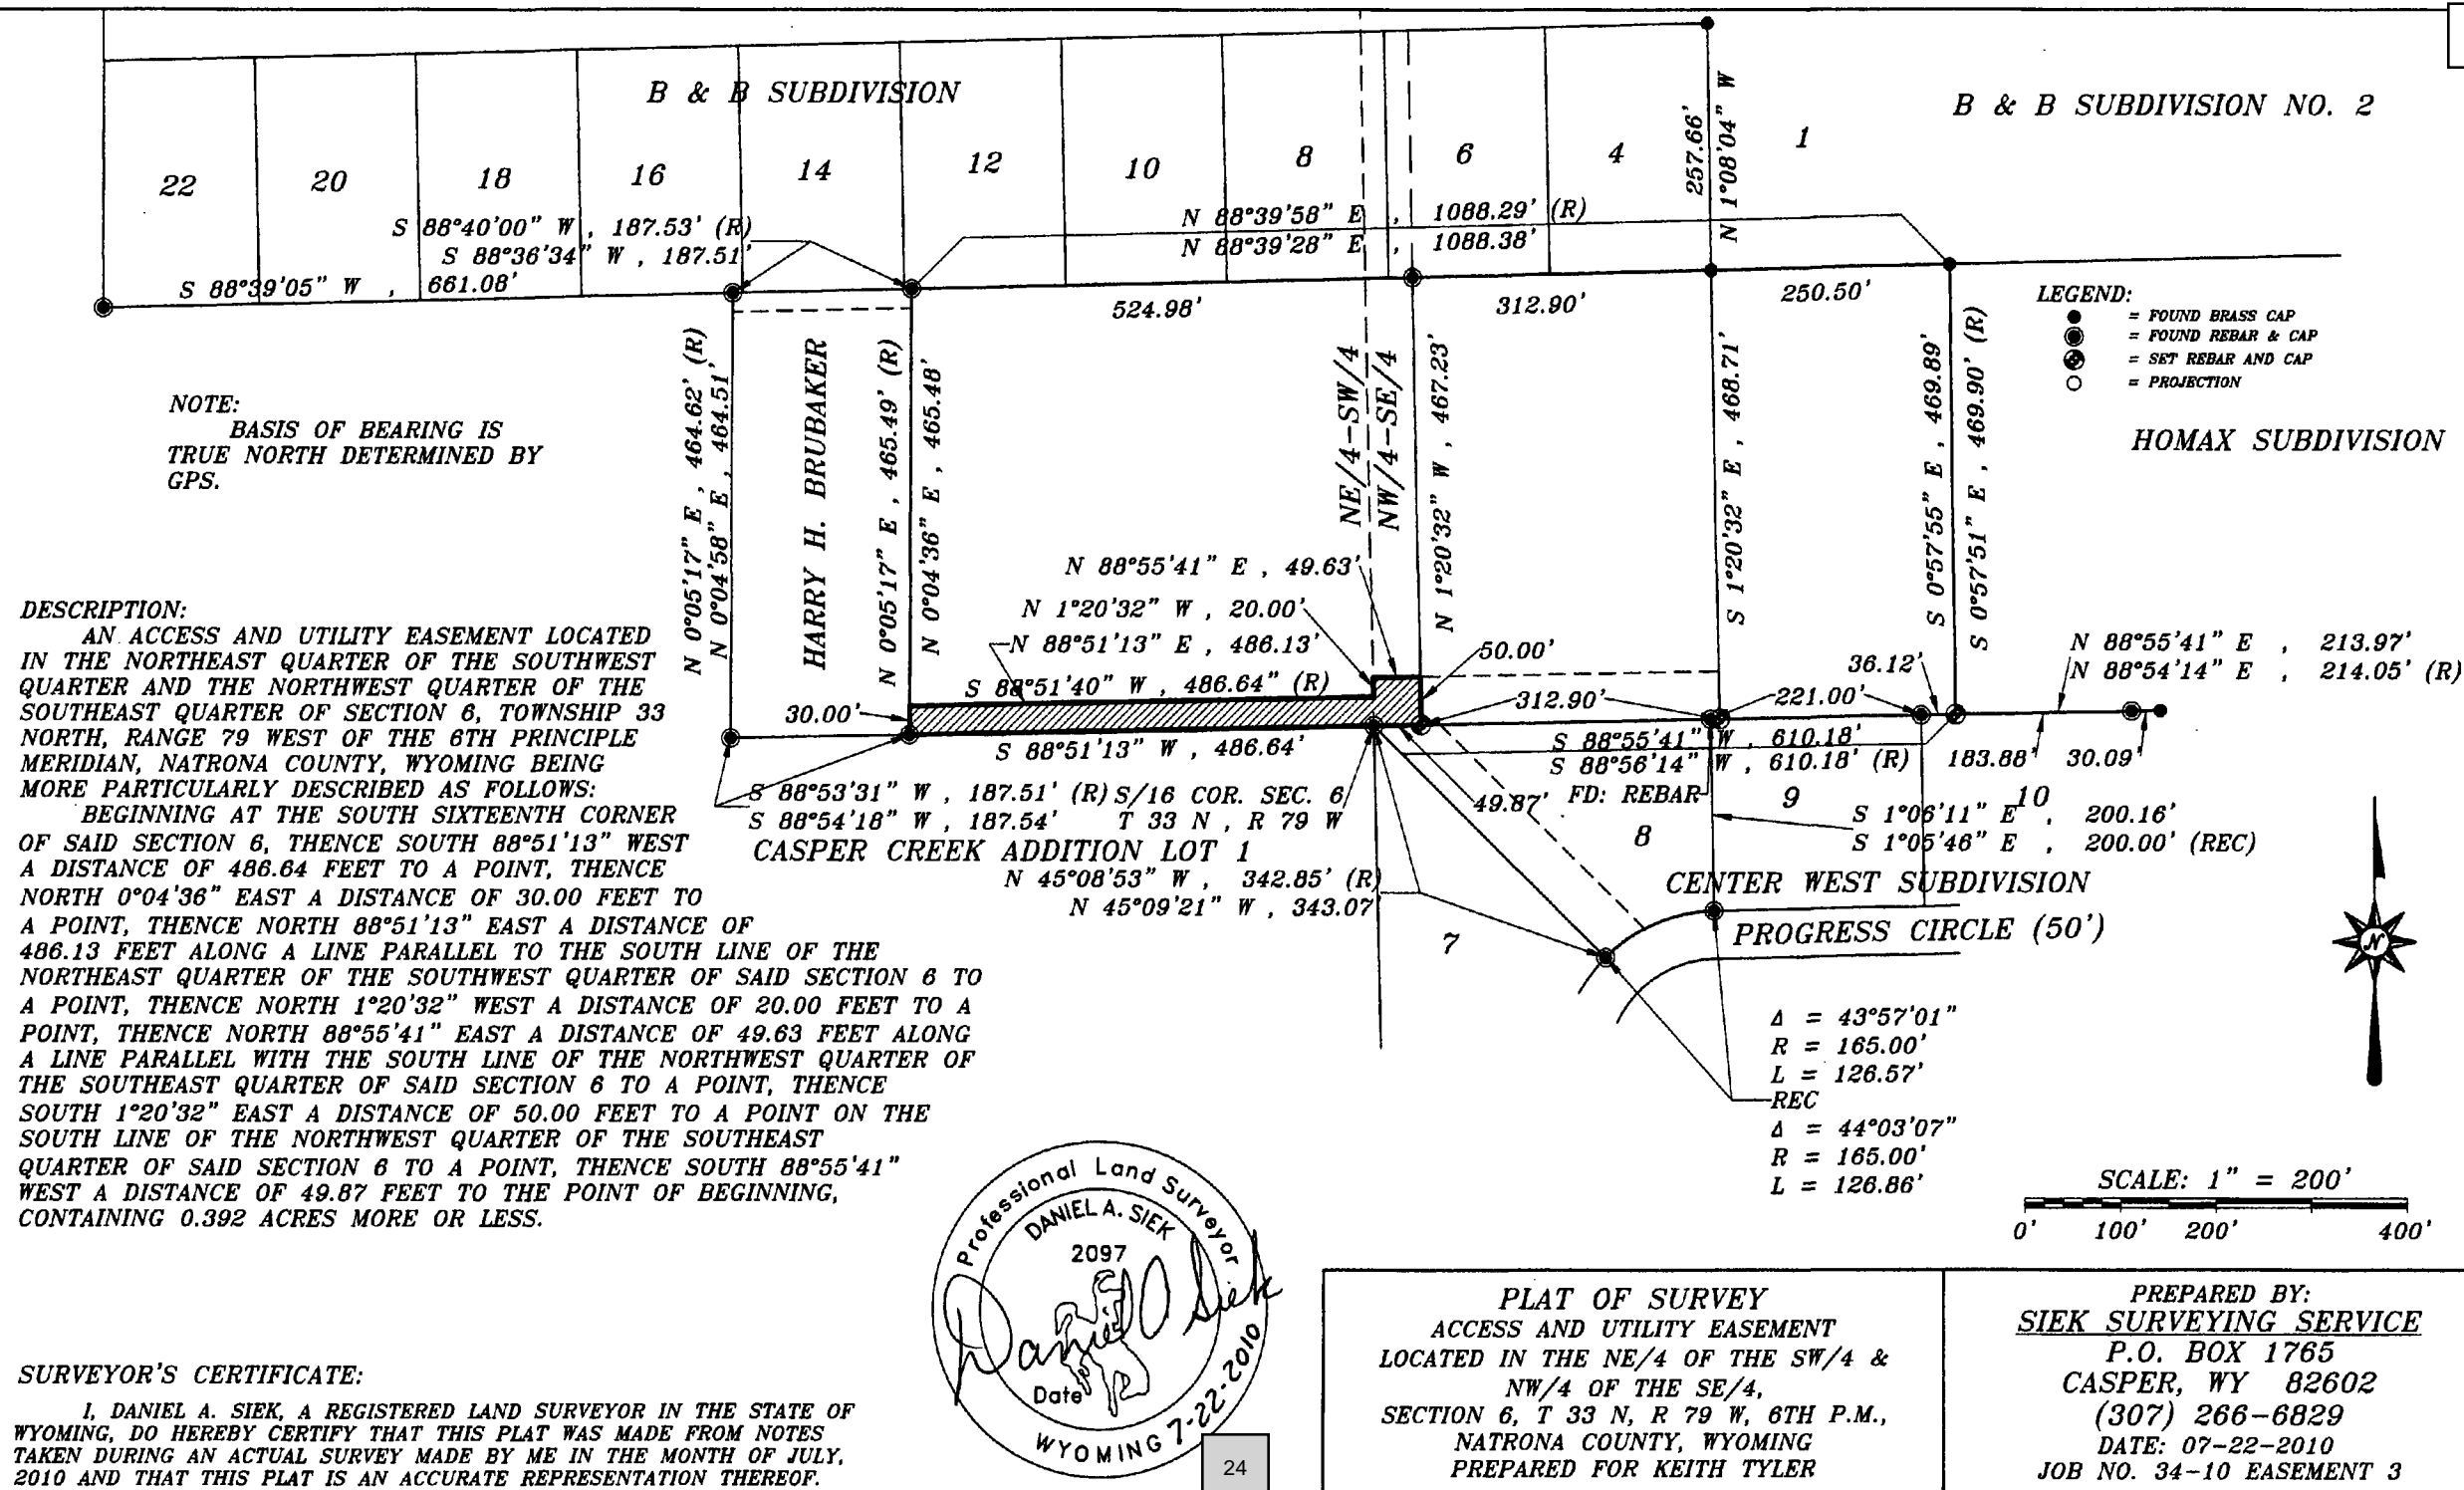 B & B SUBDIVISION
B & B SUBDIVISION NO. 2
22
20
18
16
14
12
10
8
6
4
1
257.66'
N 1°08'04" W
S 88°40'00" W , 187.53' (R)
S 88°36'34" W , 187.51'
S 88°39'05" W , 661.08'
N 88°39'58" E , 1088.29' (R)
N 88°39'28" E , 1088.38'
524.98'
312.90'
250.50'
LEGEND:
= FOUND BRASS CAP
= FOUND REBAR & CAP
= SET REBAR AND CAP
= PROJECTION
HOMAX SUBDIVISION
NOTE:
BASIS OF BEARING IS
TRUE NORTH DETERMINED BY
GPS.
N 0°05'17" E , 464.62' (R)
N 0°04'58" E , 464.51'
HARRY H. BRUBAKER
N 0°05'17" E , 465.49' (R)
N 0°04'36" E , 465.48'
NE/4-SW/4
NW/4-SE/4
N 1°20'32" W , 467.23'
S 1°20'32" E , 468.71'
S 0°57'55" E , 469.89'
S 0°57'51" E , 469.90' (R)
N 88°55'41" E , 49.63'
N 1°20'32" W , 20.00'
N 88°51'13" E , 486.13'
S 88°51'40" W , 486.64" (R)
30.00'
50.00'
312.90'
36.12'
221.00'
N 88°55'41" E , 213.97'
N 88°54'14" E , 214.05' (R)
S 88°51'13" W , 486.64'
S 88°55'41" W , 610.18'
S 88°56'14" W , 610.18' (R)
183.88'
30.09'
S 88°53'31" W , 187.51' (R)
S 88°54'18" W , 187.54'
S/16 COR. SEC. 6
T 33 N , R 79 W
49.87'
FD: REBAR
9
10
8
7
S 1°06'11" E , 200.16'
S 1°05'46" E , 200.00' (REC)
CASPER CREEK ADDITION LOT 1
N 45°08'53" W , 342.85' (R)
N 45°09'21" W , 343.07'
CENTER WEST SUBDIVISION
PROGRESS CIRCLE (50')
N
Δ = 43°57'01"
R = 165.00'
L = 126.57'
REC
Δ = 44°03'07"
R = 165.00'
L = 126.86'
DESCRIPTION:
AN ACCESS AND UTILITY EASEMENT LOCATED
IN THE NORTHEAST QUARTER OF THE SOUTHWEST
QUARTER AND THE NORTHWEST QUARTER OF THE
SOUTHEAST QUARTER OF SECTION 6, TOWNSHIP 33
NORTH, RANGE 79 WEST OF THE 6TH PRINCIPLE
MERIDIAN, NATRONA COUNTY, WYOMING BEING
MORE PARTICULARLY DESCRIBED AS FOLLOWS:
BEGINNING AT THE SOUTH SIXTEENTH CORNER
OF SAID SECTION 6, THENCE SOUTH 88°51'13" WEST
A DISTANCE OF 486.64 FEET TO A POINT, THENCE
NORTH 0°04'36" EAST A DISTANCE OF 30.00 FEET TO
A POINT, THENCE NORTH 88°51'13" EAST A DISTANCE OF
486.13 FEET ALONG A LINE PARALLEL TO THE SOUTH LINE OF THE
NORTHEAST QUARTER OF THE SOUTHWEST QUARTER OF SAID SECTION 6 TO
A POINT, THENCE NORTH 1°20'32" WEST A DISTANCE OF 20.00 FEET TO A
POINT, THENCE NORTH 88°55'41" EAST A DISTANCE OF 49.63 FEET ALONG
A LINE PARALLEL WITH THE SOUTH LINE OF THE NORTHWEST QUARTER OF
THE SOUTHEAST QUARTER OF SAID SECTION 6 TO A POINT, THENCE
SOUTH 1°20'32" EAST A DISTANCE OF 50.00 FEET TO A POINT ON THE
SOUTH LINE OF THE NORTHWEST QUARTER OF THE SOUTHEAST
QUARTER OF SAID SECTION 6 TO A POINT, THENCE SOUTH 88°55'41"
WEST A DISTANCE OF 49.87 FEET TO THE POINT OF BEGINNING,
CONTAINING 0.392 ACRES MORE OR LESS.
SCALE: 1" = 200'
0' 100' 200' 400'
Professional Land Surveyor
DANIEL A. SIEK
2097
Daniel A Siek
Date 7-22-2010
WYOMING
SURVEYOR'S CERTIFICATE:
I, DANIEL A. SIEK, A REGISTERED LAND SURVEYOR IN THE STATE OF
WYOMING, DO HEREBY CERTIFY THAT THIS PLAT WAS MADE FROM NOTES
TAKEN DURING AN ACTUAL SURVEY MADE BY ME IN THE MONTH OF JULY,
2010 AND THAT THIS PLAT IS AN ACCURATE REPRESENTATION THEREOF.
24
PLAT OF SURVEY
ACCESS AND UTILITY EASEMENT
LOCATED IN THE NE/4 OF THE SW/4 &
NW/4 OF THE SE/4,
SECTION 6, T 33 N, R 79 W, 6TH P.M.,
NATRONA COUNTY, WYOMING
PREPARED FOR KEITH TYLER
PREPARED BY:
SIEK SURVEYING SERVICE
P.O. BOX 1765
CASPER, WY 82602
(307) 266-6829
DATE: 07-22-2010
JOB NO. 34-10 EASEMENT 3